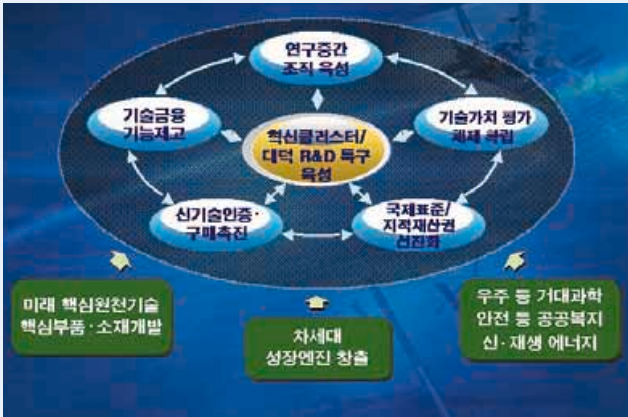 연구중간
조직 육성
기술금융
기능제고
혁신클러스터/
대덕 R&D 특구
육성
기술가치 평가
체제 확립
신기술인증·
구매촉진
국제표준/
지적재산권
선진화
미래 핵심원천기술
핵심부품·소재개발
차세대
성장엔진 창출
우주 등 거대과학
안전 등 공공복지
신·재생 에너지